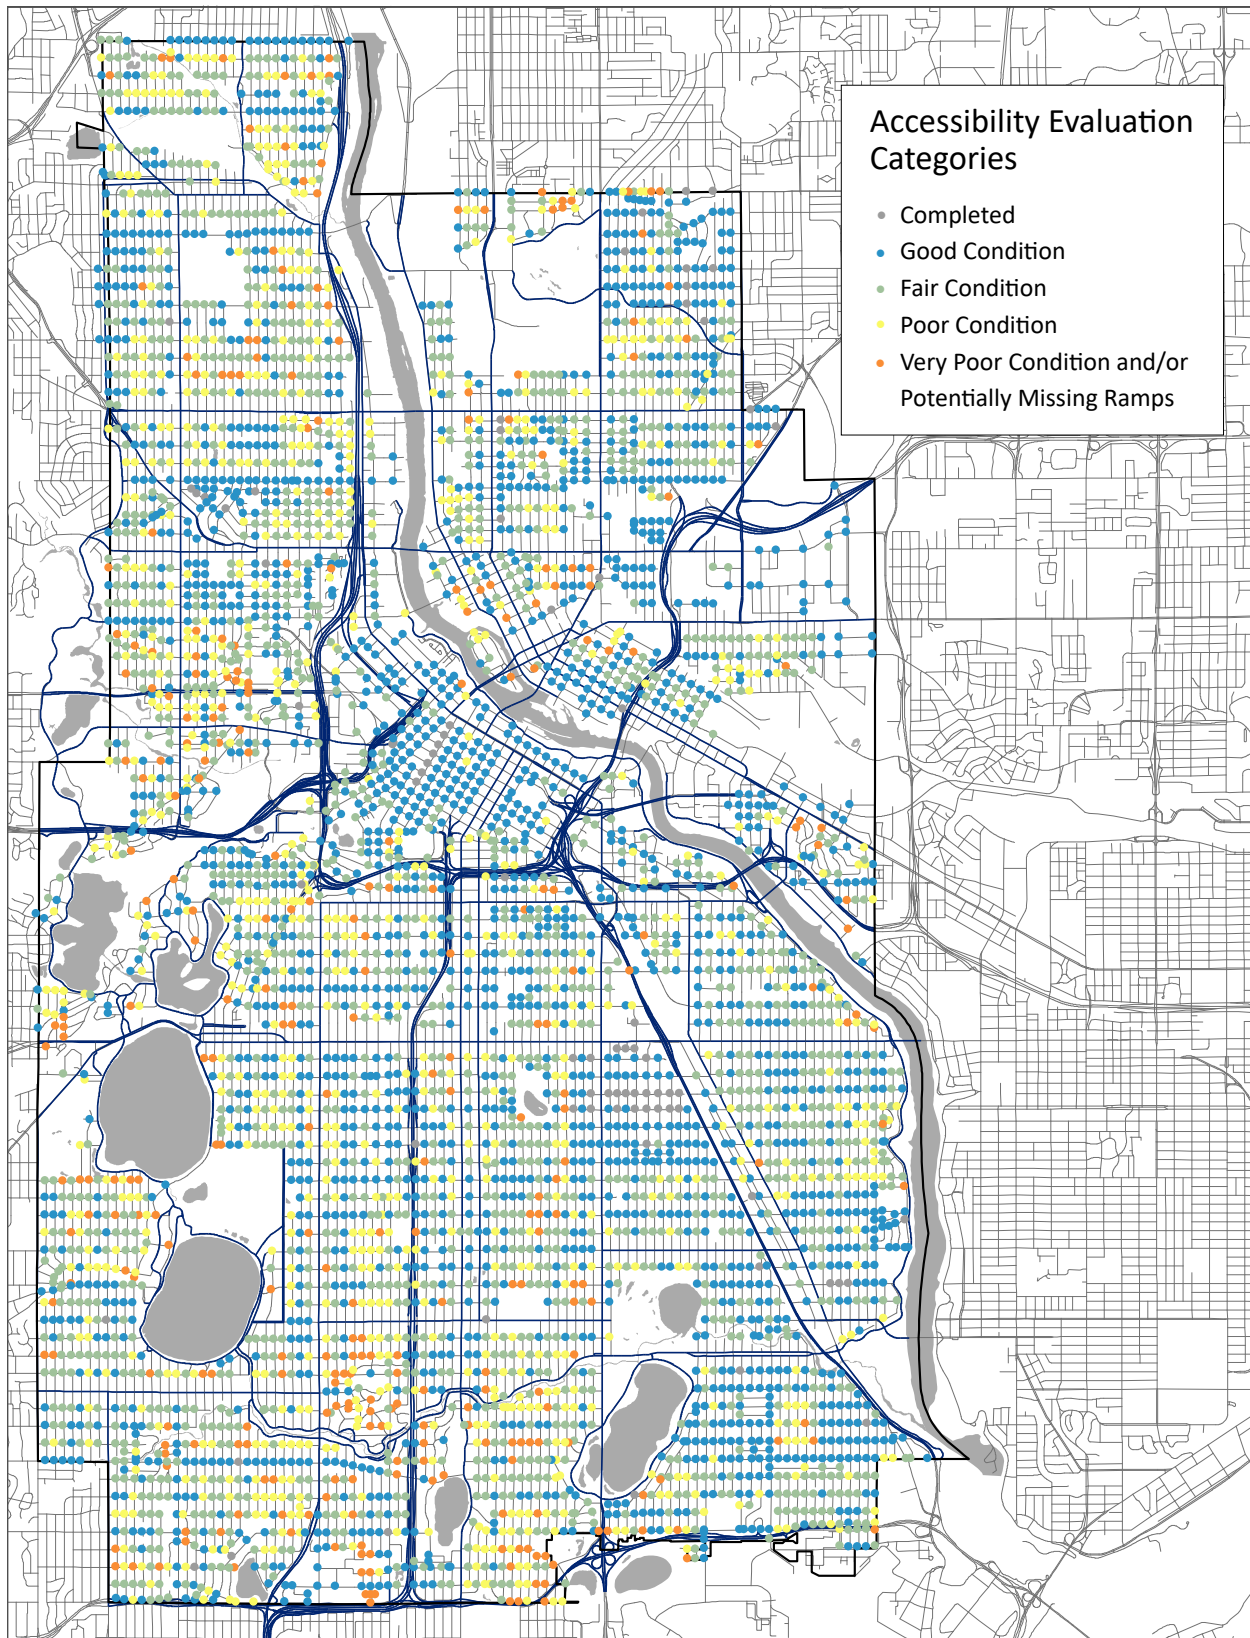 Accessibility Evaluation
Categories
Completed
Good Condition
Fair Condition
Poor Condition
Very Poor Condition and/or
Potentially Missing Ramps